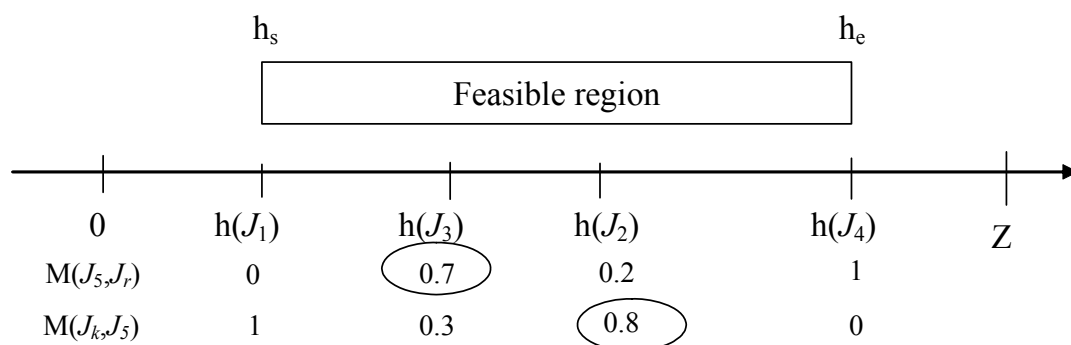 hₛ hₑ
Feasible region
0 h(J₁) h(J₃) h(J₂) h(J₄) Z
M(J₅,Jᵣ) 0 0.7 0.2 1
M(Jₖ,J₅) 1 0.3 0.8 0